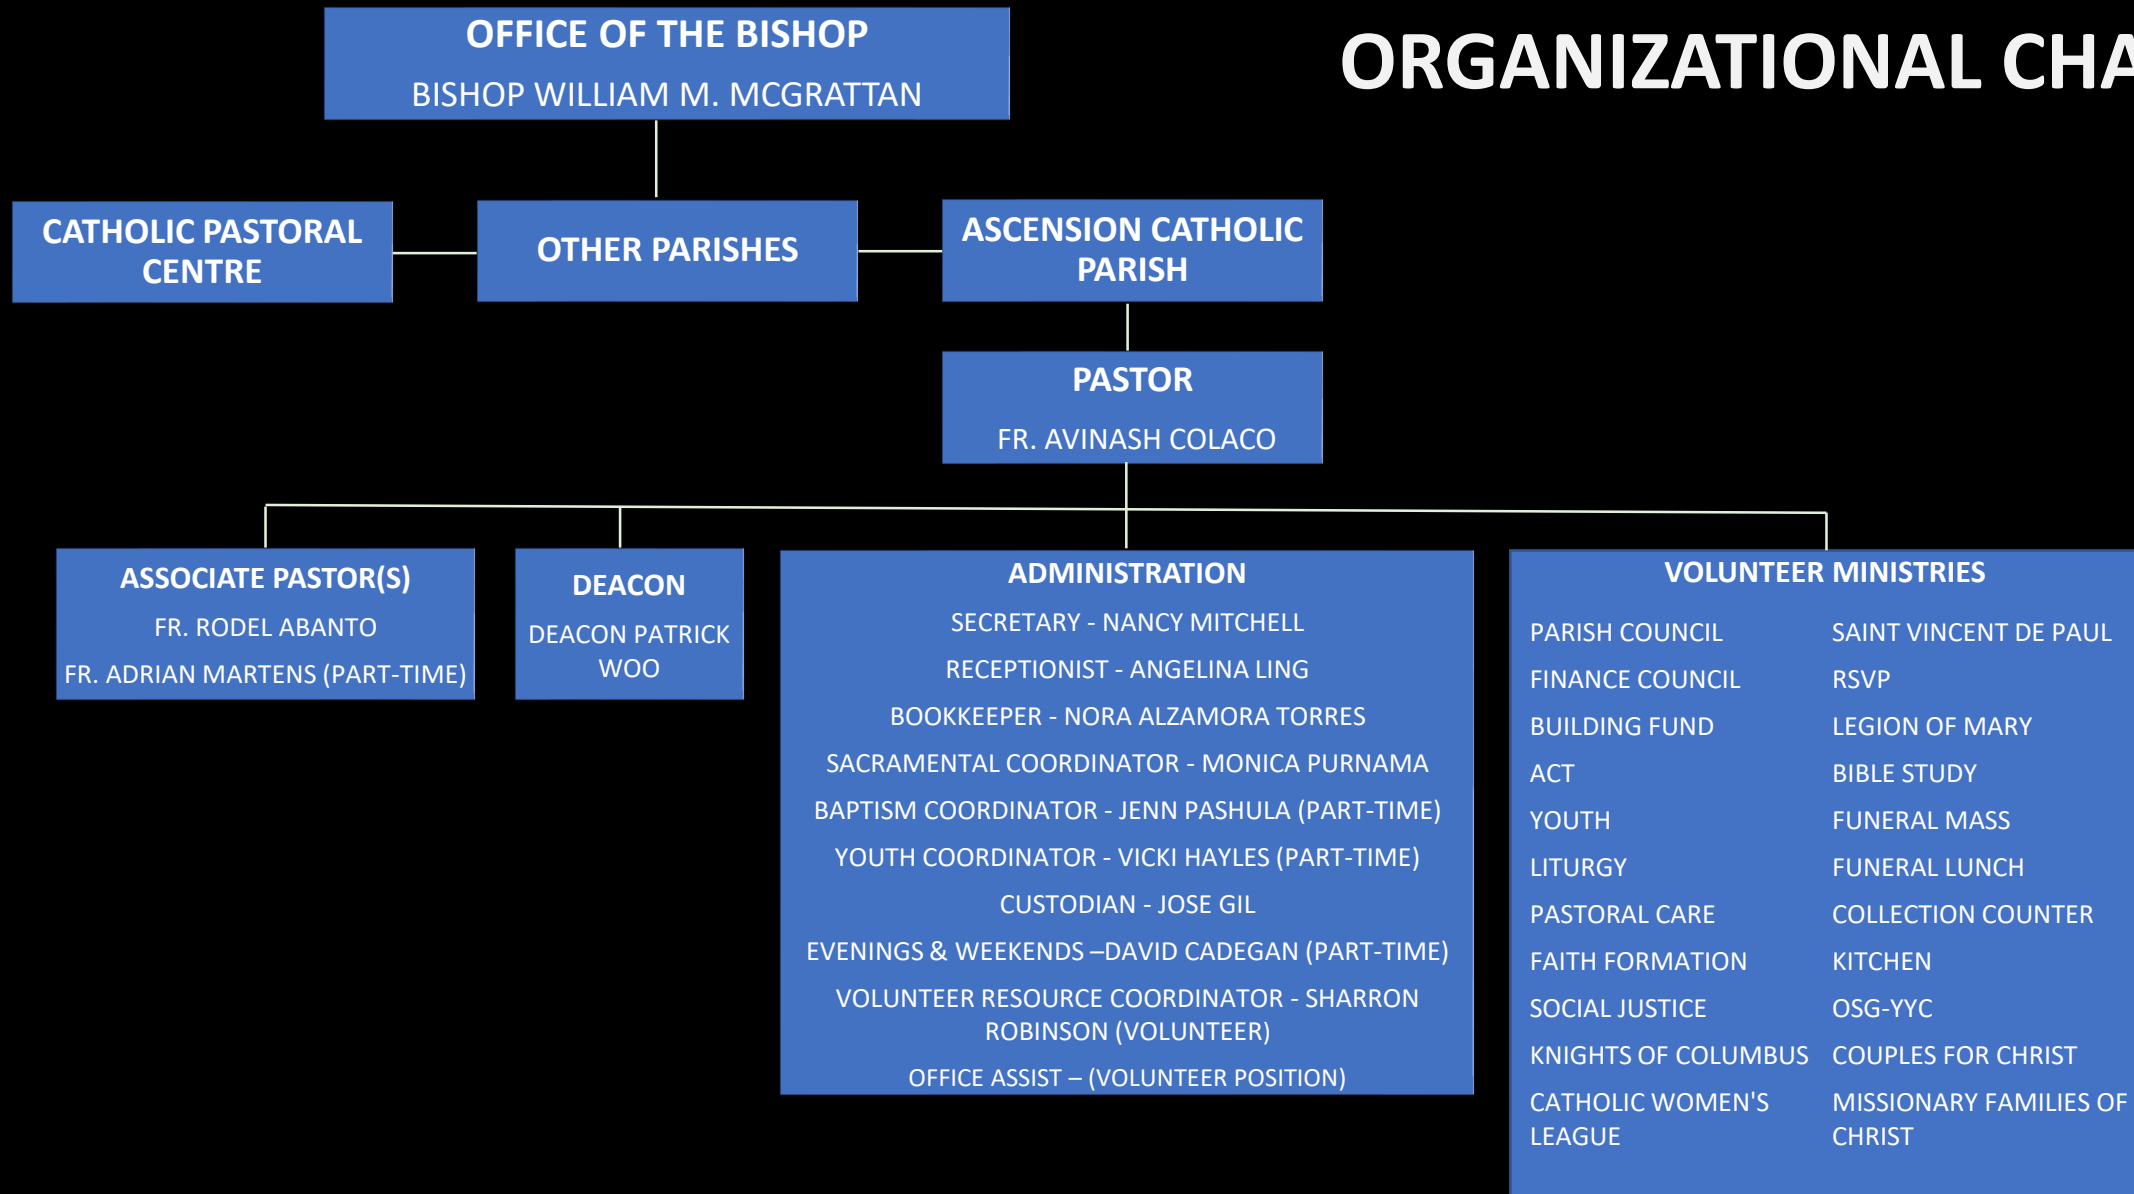 OFFICE OF THE BISHOP
BISHOP WILLIAM M. MCGRATTAN
ORGANIZATIONAL CHA
CATHOLIC PASTORAL
CENTRE
OTHER PARISHES
ASCENSION CATHOLIC
PARISH
PASTOR
FR. AVINASH COLACO
ASSOCIATE PASTOR(S)
FR. RODEL ABANTO
FR. ADRIAN MARTENS (PART-TIME)
DEACON
DEACON PATRICK
WOO
ADMINISTRATION
SECRETARY - NANCY MITCHELL
RECEPTIONIST - ANGELINA LING
BOOKKEEPER - NORA ALZAMORA TORRES
SACRAMENTAL COORDINATOR - MONICA PURNAMA
BAPTISM COORDINATOR - JENN PASHULA (PART-TIME)
YOUTH COORDINATOR - VICKI HAYLES (PART-TIME)
CUSTODIAN - JOSE GIL
EVENINGS & WEEKENDS –DAVID CADEGAN (PART-TIME)
VOLUNTEER RESOURCE COORDINATOR - SHARRON
ROBINSON (VOLUNTEER)
OFFICE ASSIST – (VOLUNTEER POSITION)
VOLUNTEER MINISTRIES
PARISH COUNCIL
FINANCE COUNCIL
BUILDING FUND
ACT
YOUTH
LITURGY
PASTORAL CARE
FAITH FORMATION
SOCIAL JUSTICE
KNIGHTS OF COLUMBUS
CATHOLIC WOMEN'S
LEAGUE
SAINT VINCENT DE PAUL
RSVP
LEGION OF MARY
BIBLE STUDY
FUNERAL MASS
FUNERAL LUNCH
COLLECTION COUNTER
KITCHEN
OSG-YYC
COUPLES FOR CHRIST
MISSIONARY FAMILIES OF
CHRIST